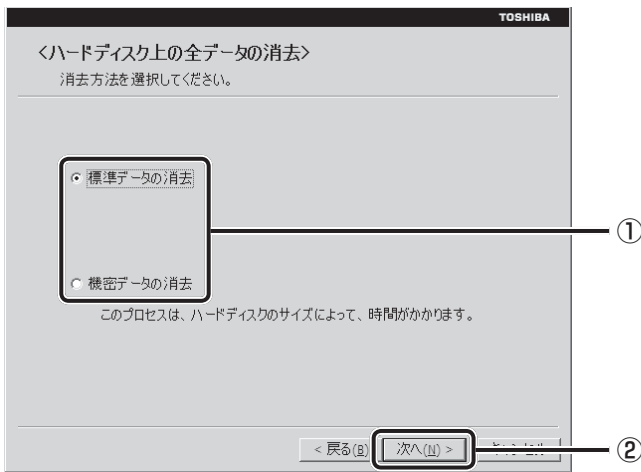 TOSHIBA
<ハードディスク上の全データの消去>
消去方法を選択してください。
標準データの消去
①
機密データの消去
このプロセスは、ハードディスクのサイズによって、時間がかかります。
< 戻る(B) 次へ(N) >
②